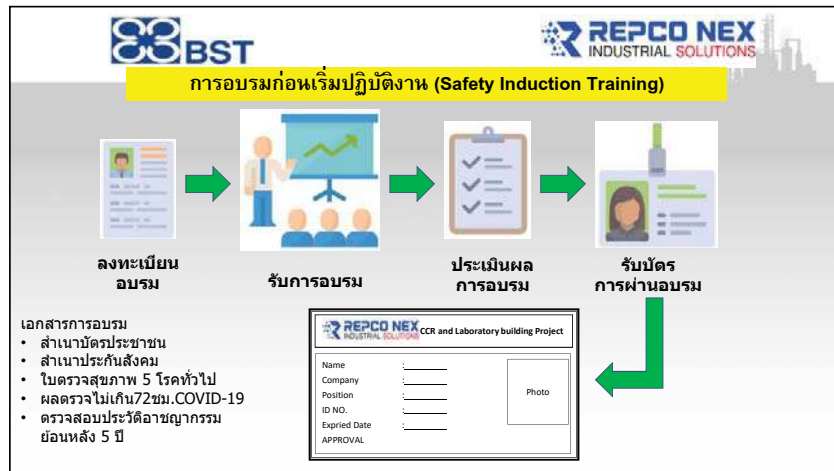 BST
REPCO NEX
INDUSTRIAL SOLUTIONS
การอบรมก่อนเริ่มปฏิบัติงาน (Safety Induction Training)
ลงทะเบียน
อบรม
รับการอบรม
ประเมินผล
การอบรม
รับบัตร
การผ่านอบรม
เอกสารการอบรม
• สำเนาบัตรประชาชน
• สำเนาประกันสังคม
• ใบตรวจสุขภาพ 5 โรคทั่วไป
• ผลตรวจไม่เกิน72ชม.COVID-19
• ตรวจสอบประวัติอาชญากรรม
ย้อนหลัง 5 ปี
REPCO NEX
INDUSTRIAL SOLUTIONS
CCR and Laboratory building Project
Name :________
Company :________
Position :________
ID NO. :________
Expried Date :________
APPROVAL
Photo